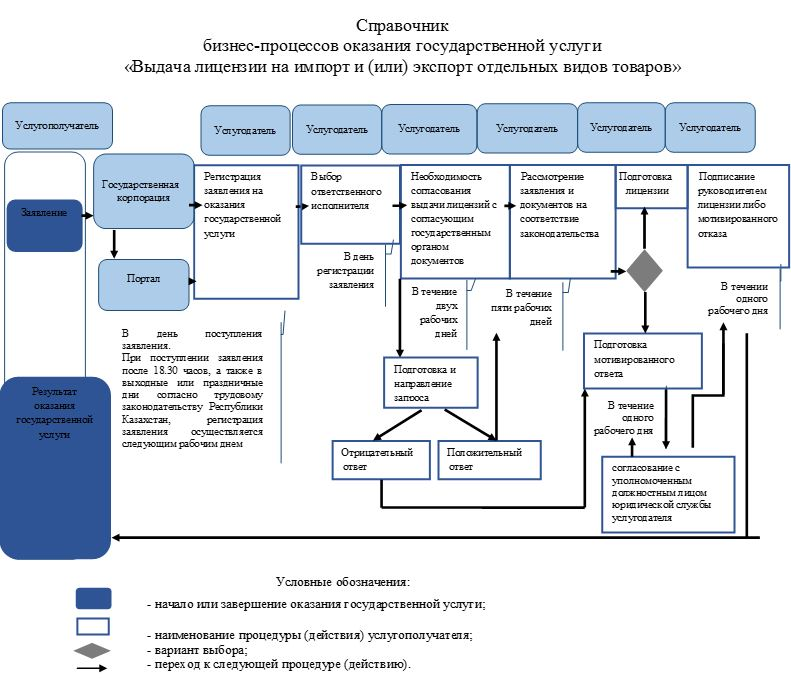 Справочник
бизнес-процессов оказания государственной услуги
«Выдача лицензии на импорт и (или) экспорт отдельных видов товаров»
Услугополучатель
Услугодатель
Услугодатель
Услугодатель
Услугодатель
Услугодатель
Услугодатель
Заявление
Государственная
корпорация
Портал
Регистрация
заявления на
оказания
государственной
услуги
Выбор
ответственного
исполнителя
Необходимость
согласования
выдачи лицензий с
согласующим
государственным
органом
документов
Рассмотрение
заявления и
документов на
соответствие
законодательства
Подготовка
лицензии
Подписание
руководителем
лицензии либо
мотивированного
отказа
В день
регистрации
заявления
В течение
двух
рабочих
дней
В течение
пяти рабочих
дней
В течении
одного
рабочего дня
В день поступления
заявления.
При поступлении заявления
после 18.30 часов, а также в
выходные или праздничные
дни согласно трудовому
законодательству Республики
Казахстан, регистрация
заявления осуществляется
следующим рабочим днем
Подготовка и
направление
запооса
Подготовка
мотивированного
ответа
Результат
оказания
государственной
услуги
В течение
одного
рабочего дня
Отрицательный
ответ
Положительный
ответ
согласование с
уполномоченным
должностным лицом
юридической службы
услугодателя
Условные обозначения:
- начало или завершение оказания государственной услуги;
- наименование процедуры (действия) услугополучателя;
- вариант выбора;
- переход к следующей процедуре (действию).